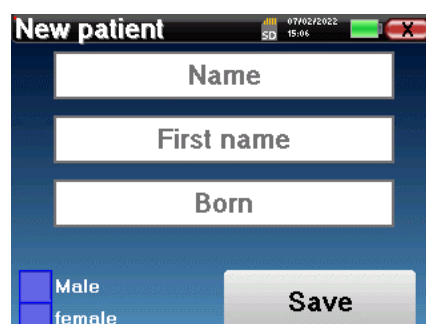 New patient
SD
07/02/2022
15:06
X
Name
First name
Born
Male
female
Save